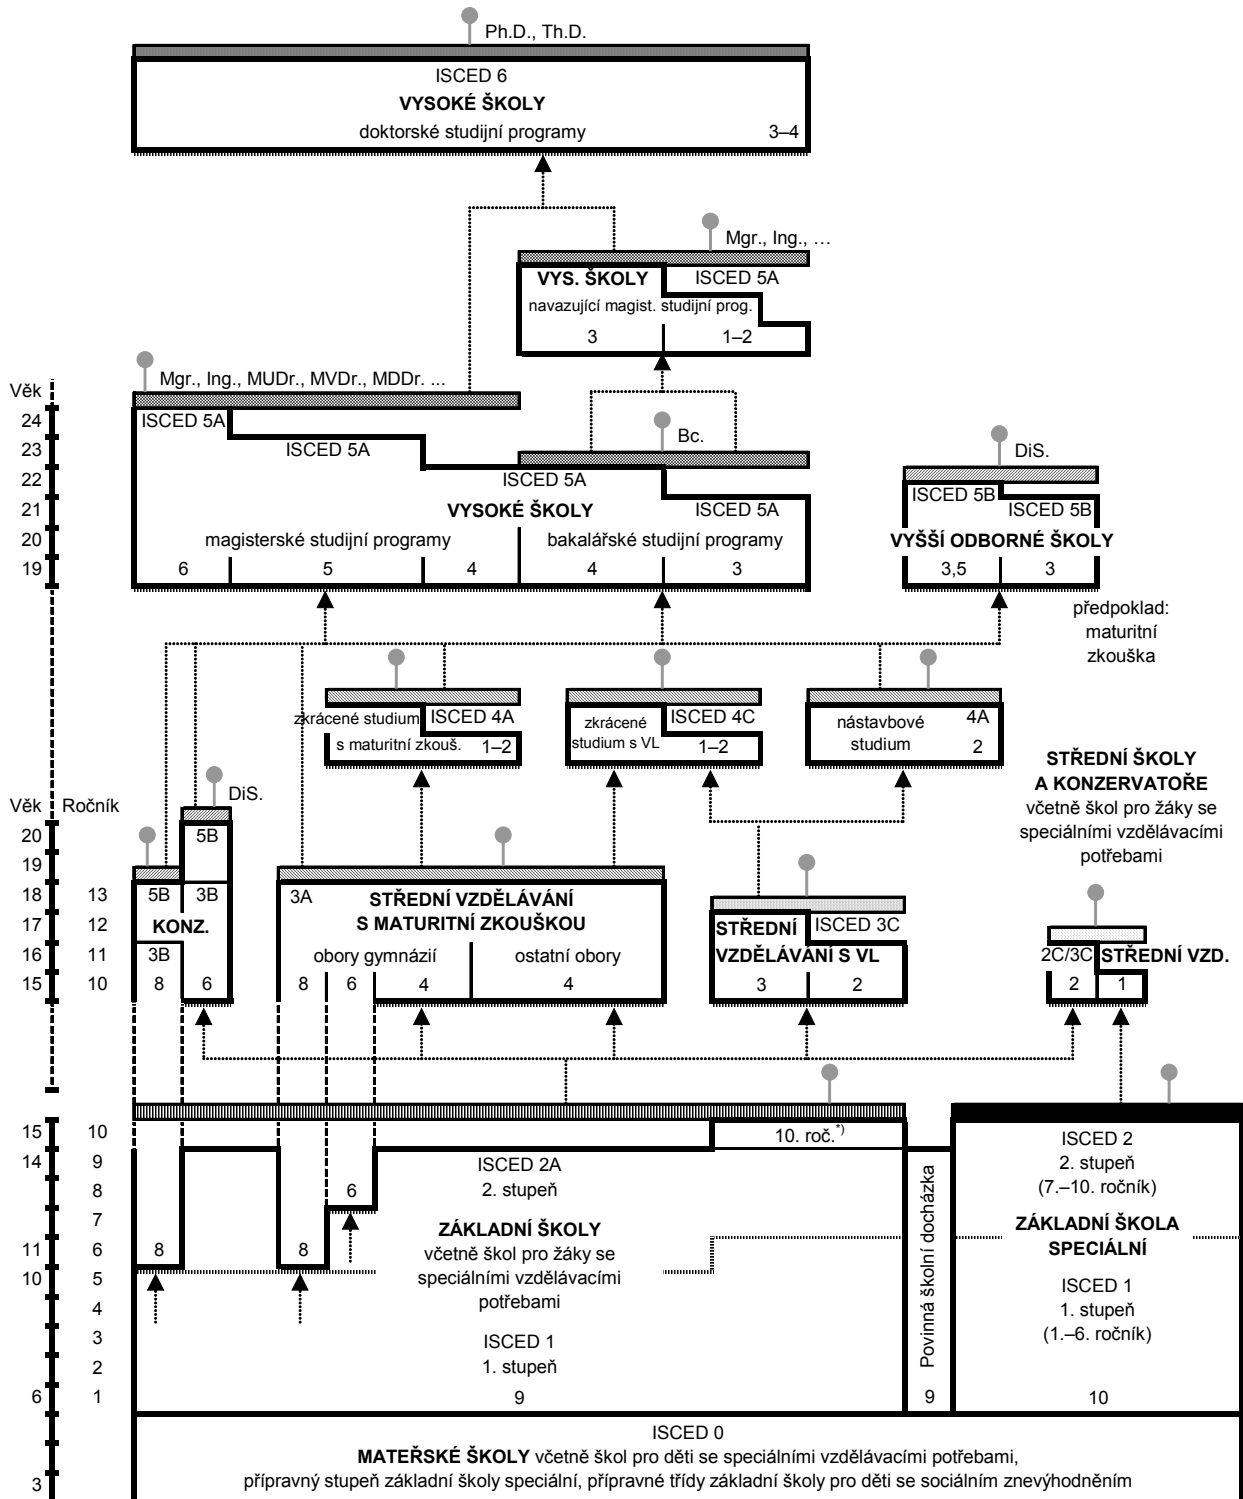 Ph.D., Th.D.
ISCED 6
VYSOKÉ ŠKOLY
doktorské studijní programy 3–4
Mgr., Ing., …
VYS. ŠKOLY ISCED 5A
navazující magist. studijní prog.
3 1–2
Mgr., Ing., MUDr., MVDr., MDDr. ...
Věk
24 ISCED 5A
23 ISCED 5A Bc. DiS.
22 ISCED 5A ISCED 5B
21 VYSOKÉ ŠKOLY ISCED 5A ISCED 5B
20 magisterské studijní programy bakalářské studijní programy VYŠŠÍ ODBORNÉ ŠKOLY
19 6 5 4 4 3 3,5 3
předpoklad:
maturitní
zkouška
zkrácené studium ISCED 4A
s maturitní zkouš. 1–2
zkrácené ISCED 4C
studium s VL 1–2
nástavbové 4A
studium 2
STŘEDNÍ ŠKOLY
A KONZERVATOŘE
včetně škol pro žáky se
speciálními vzdělávacími
potřebami
Věk Ročník DiS.
20 5B
19
18 13 5B 3B 3A STŘEDNÍ VZDĚLÁVÁNÍ
17 12 KONZ. S MATURITNÍ ZKOUŠKOU STŘEDNÍ ISCED 3C
16 11 3B obory gymnázií ostatní obory VZDĚLÁVÁNÍ S VL 2C/3C STŘEDNÍ VZD.
15 10 8 6 8 6 4 4 3 2 2 1
15 10 10. roč.*)
14 9 ISCED 2A
8 6 2. stupeň
7
ZÁKLADNÍ ŠKOLY
11 6 8 8 včetně škol pro žáky se
10 5 speciálními vzdělávacími
4 potřebami
3 ISCED 1
2 1. stupeň
6 1 9
Povinná školní docházka
9
ISCED 2
2. stupeň
(7.–10. ročník)
ZÁKLADNÍ ŠKOLA
SPECIÁLNÍ
ISCED 1
1. stupeň
(1.–6. ročník)
10
ISCED 0
MATEŘSKÉ ŠKOLY včetně škol pro děti se speciálními vzdělávacími potřebami,
3 přípravný stupeň základní školy speciální, přípravné třídy základní školy pro děti se sociálním znevýhodněním